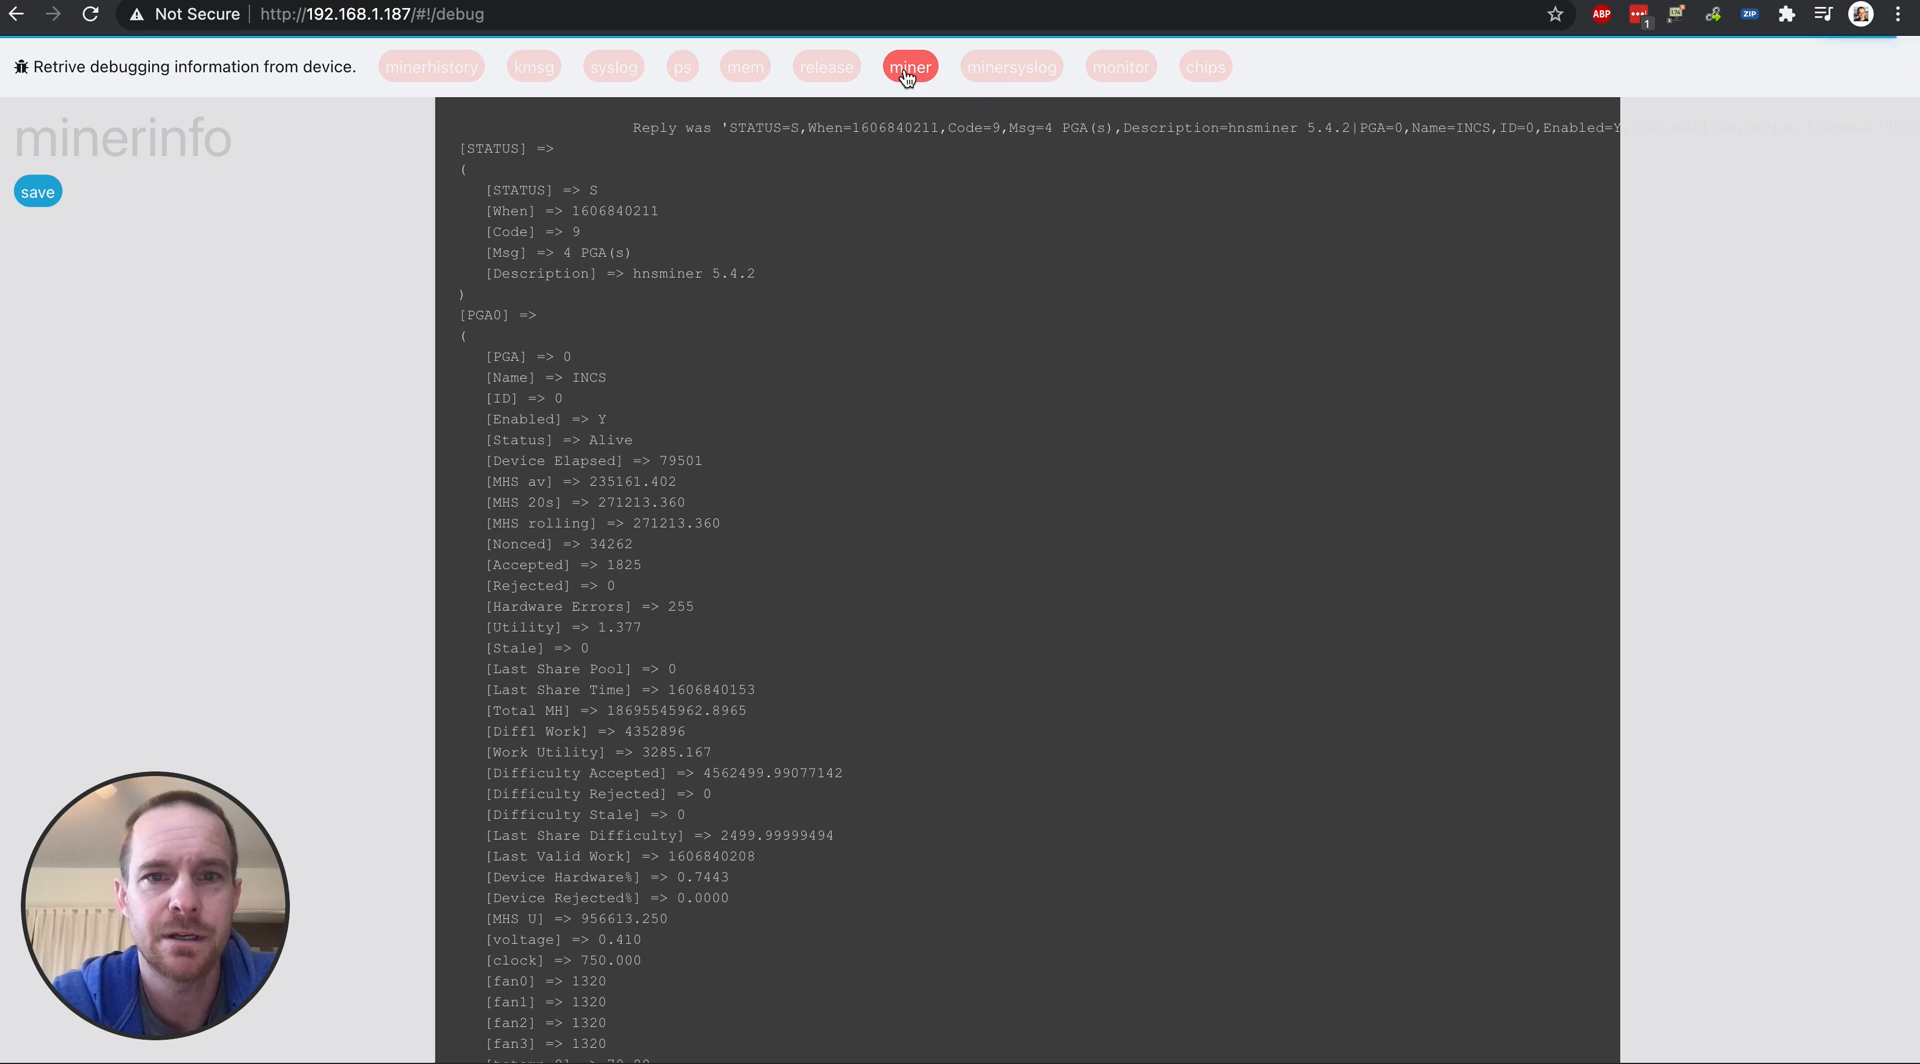 Not Secure | http://192.168.1.187/#!/debug
ABP
1
ZIP
Retrive debugging information from device.
minerhistory
kmsg
syslog
ps
mem
release
miner
minersyslog
monitor
chips
minerinfo
save
Reply was 'STATUS=S,When=1606840211,Code=9,Msg=4 PGA(s),Description=hnsminer 5.4.2|PGA=0,Name=INCS,ID=0,Enabled=Y
[STATUS] =>
(
[STATUS] => S
[When] => 1606840211
[Code] => 9
[Msg] => 4 PGA(s)
[Description] => hnsminer 5.4.2
)
[PGA0] =>
(
[PGA] => 0
[Name] => INCS
[ID] => 0
[Enabled] => Y
[Status] => Alive
[Device Elapsed] => 79501
[MHS av] => 235161.402
[MHS 20s] => 271213.360
[MHS rolling] => 271213.360
[Nonced] => 34262
[Accepted] => 1825
[Rejected] => 0
[Hardware Errors] => 255
[Utility] => 1.377
[Stale] => 0
[Last Share Pool] => 0
[Last Share Time] => 1606840153
[Total MH] => 18695545962.8965
[Diff1 Work] => 4352896
[Work Utility] => 3285.167
[Difficulty Accepted] => 4562499.99077142
[Difficulty Rejected] => 0
[Difficulty Stale] => 0
[Last Share Difficulty] => 2499.99999494
[Last Valid Work] => 1606840208
[Device Hardware%] => 0.7443
[Device Rejected%] => 0.0000
[MHS U] => 956613.250
[voltage] => 0.410
[clock] => 750.000
[fan0] => 1320
[fan1] => 1320
[fan2] => 1320
[fan3] => 1320